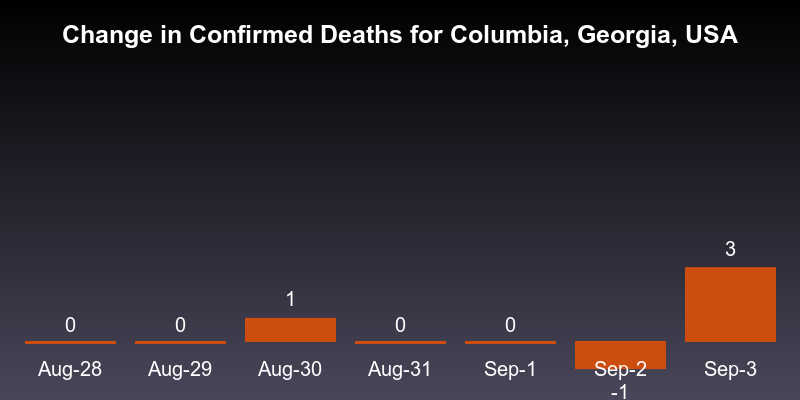 Change in Confirmed Deaths for Columbia, Georgia, USA
3
1
0 0 0 0
Aug-28 Aug-29 Aug-30 Aug-31 Sep-1 Sep-2 Sep-3
-1